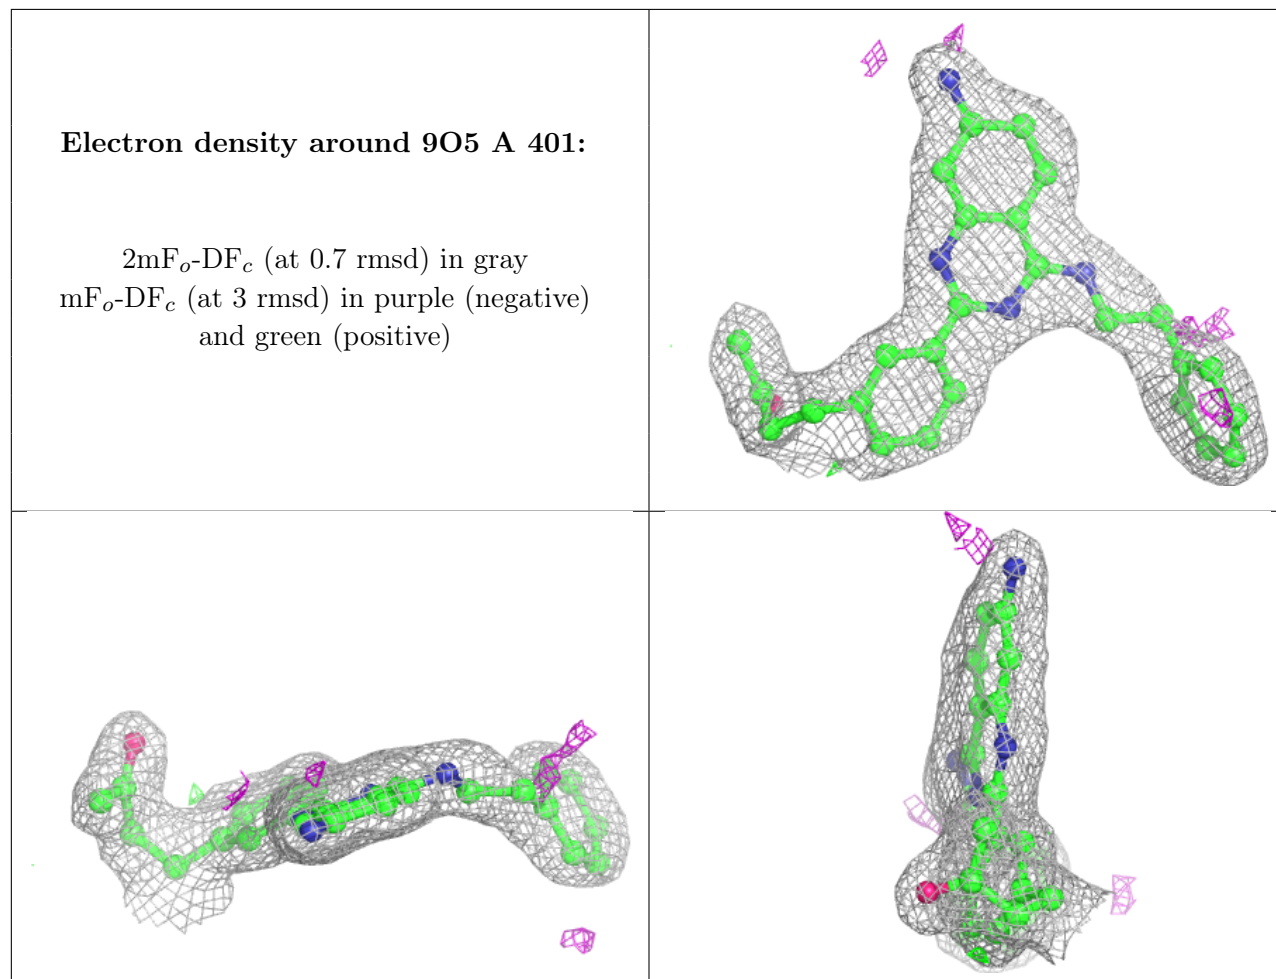 Electron density around 9O5 A 401:
2mFo-DFc (at 0.7 rmsd) in gray
mFo-DFc (at 3 rmsd) in purple (negative)
and green (positive)